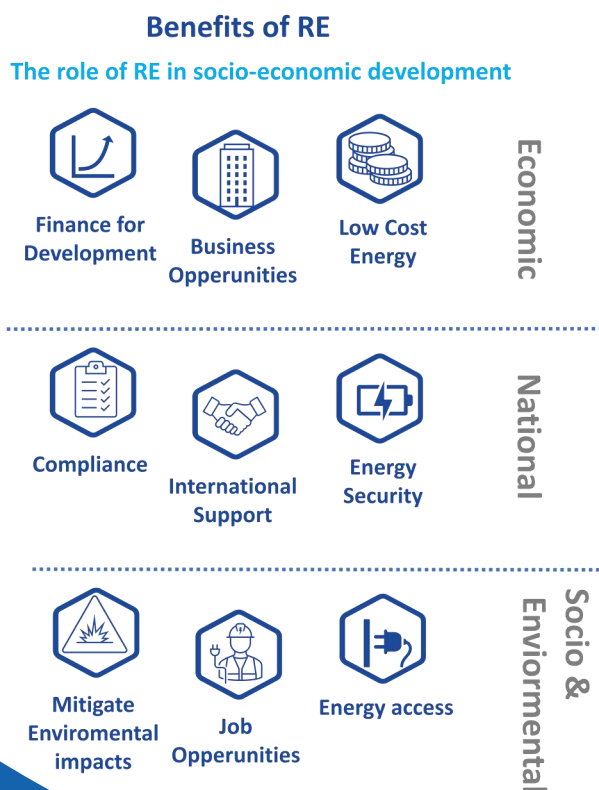 Benefits of RE
The role of RE in socio-economic development
Finance for
Development
Business
Opperunities
Low Cost
Energy
Economic
Compliance
International
Support
Energy
Security
National
Mitigate
Enviromental
impacts
Job
Opperunities
Energy access
Socio &
Enviormental